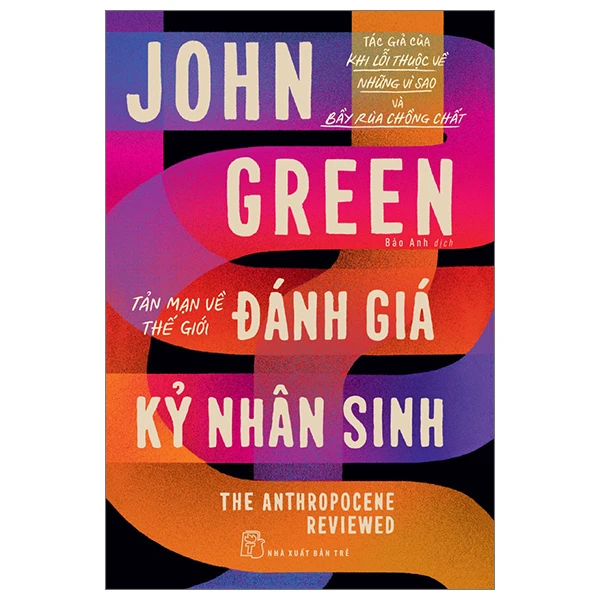 JOHN
TÁC GIẢ CỦA
KHI LỖI THUỘC VỀ
NHỮNG VÌ SAO
VÀ
BẦY RÙA CHỒNG CHẤT
GREEN
Bảo Anh dịch
TẢN MẠN VỀ
THẾ GIỚI
ĐÁNH GIÁ
KỶ NHÂN SINH
THE ANTHROPOCENE
REVIEWED
NHÀ XUẤT BẢN TRẺ